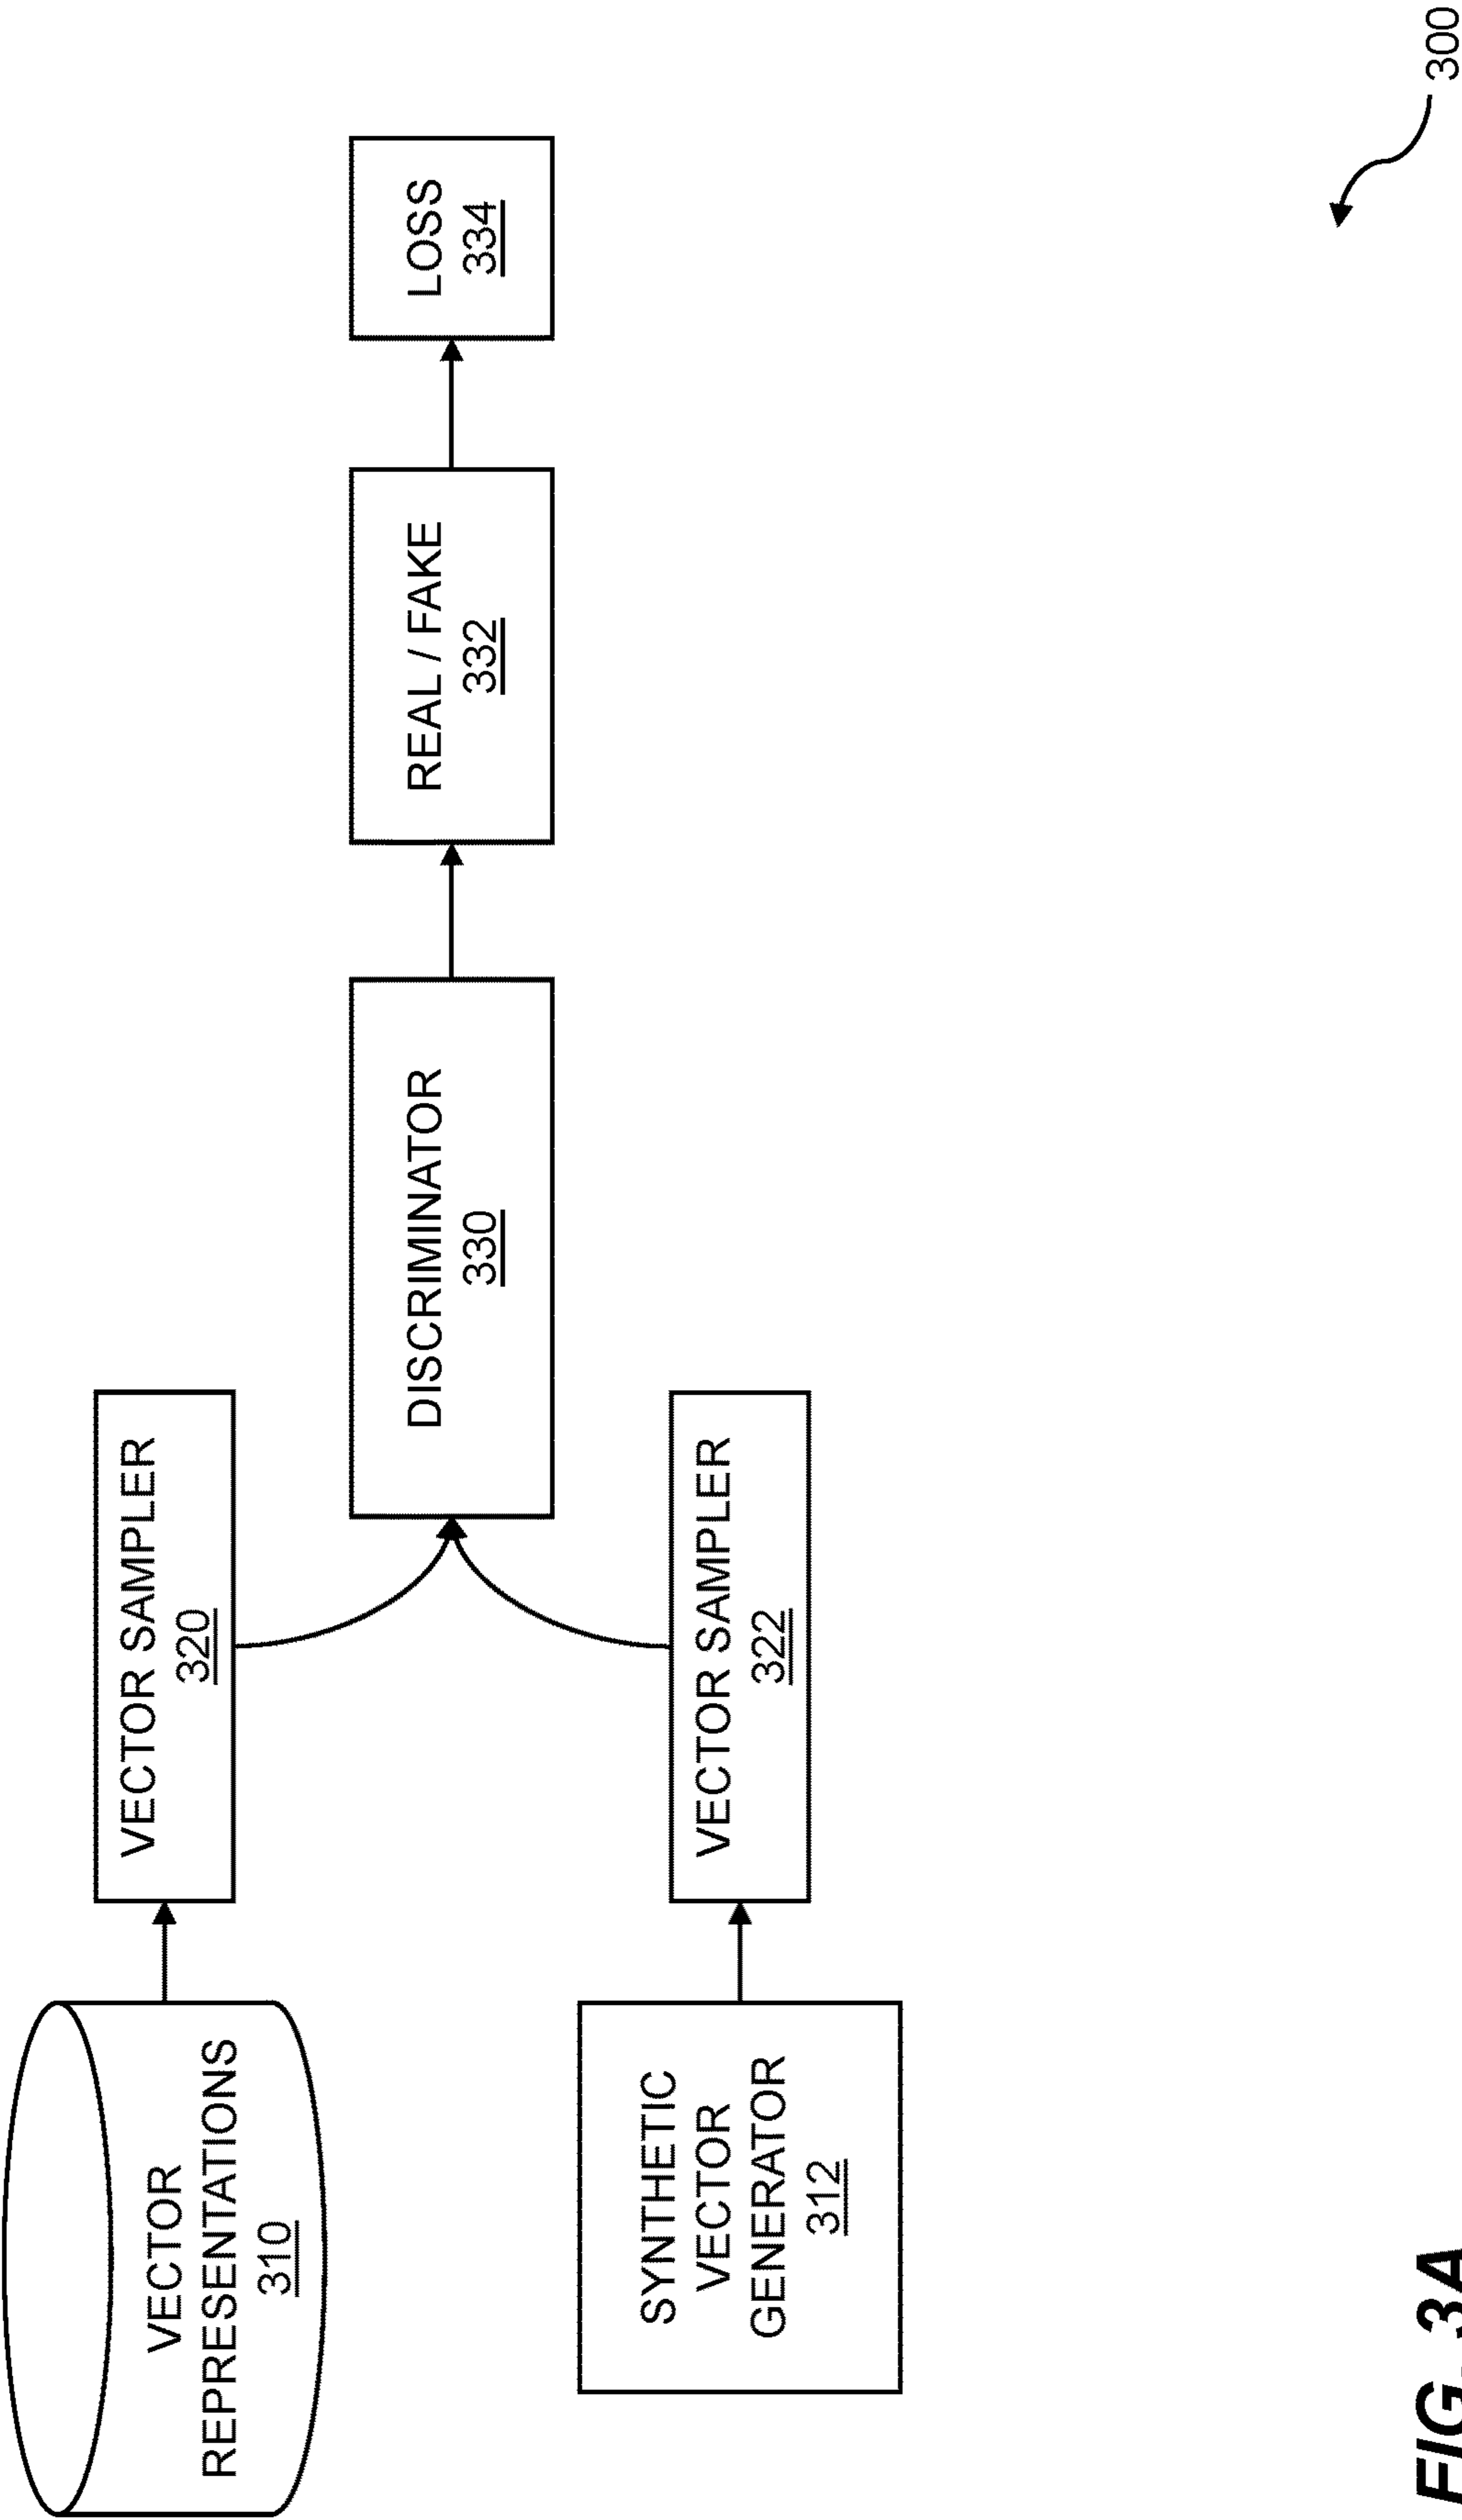 VECTOR
REPRESENTATIONS
310
VECTOR SAMPLER
320
DISCRIMINATOR
330
REAL / FAKE
332
LOSS
334
SYNTHETIC
VECTOR
GENERATOR
312
VECTOR SAMPLER
322
300
FIG. 3A